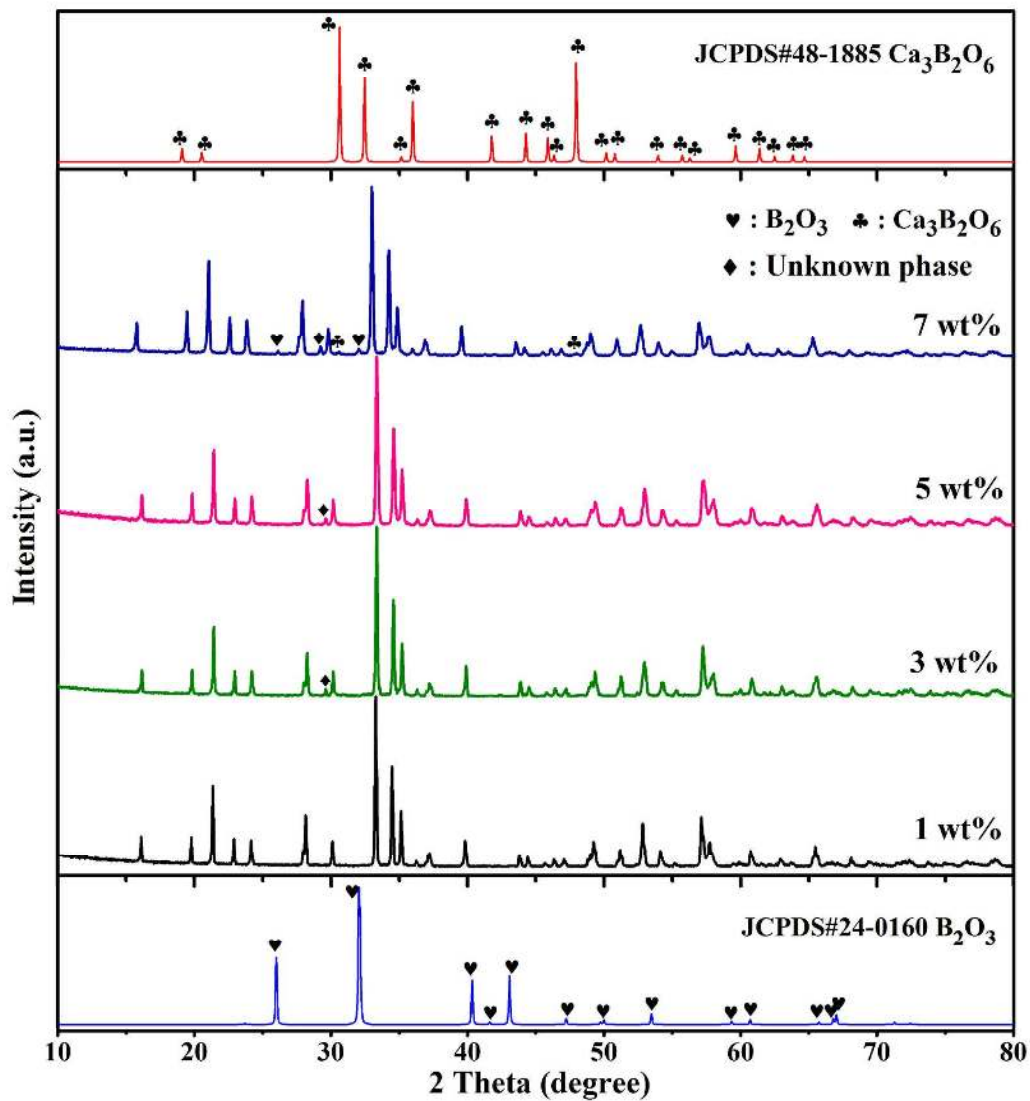 JCPDS#48-1885 Ca₃B₂O₆
♥ : B₂O₃ ♣ : Ca₃B₂O₆
♦ : Unknown phase
7 wt%
5 wt%
3 wt%
1 wt%
JCPDS#24-0160 B₂O₃
Intensity (a.u.)
10 20 30 40 50 60 70 80
2 Theta (degree)